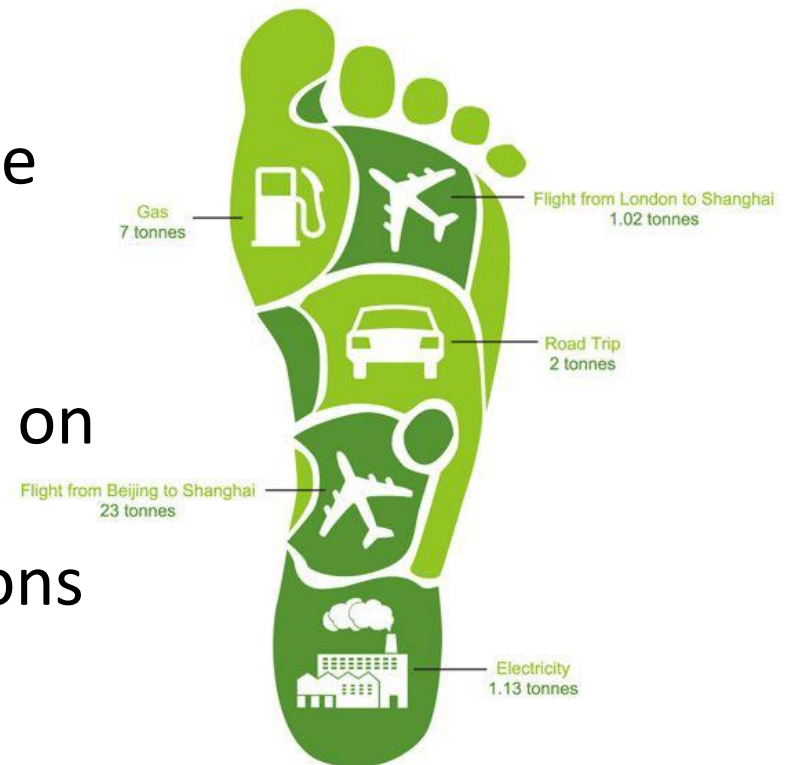 e
on
ons
Gas
7 tonnes
Flight from London to Shanghai
1.02 tonnes
Road Trip
2 tonnes
Flight from Beijing to Shanghai
23 tonnes
Electricity
1.13 tonnes